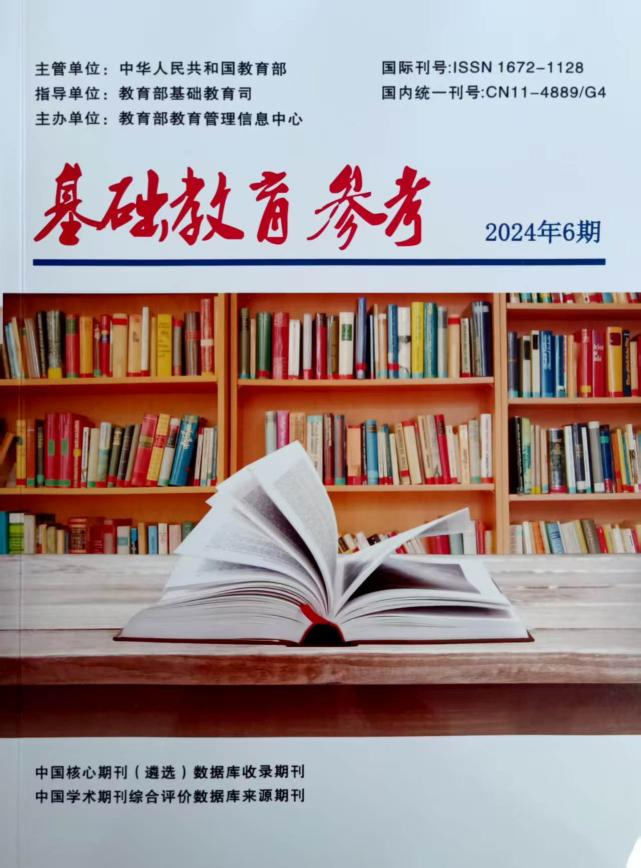 主管单位：中华人民共和国教育部
指导单位：教育部基础教育司
主办单位：教育部教育管理信息中心
国际刊号:ISSN 1672-1128
国内统一刊号:CN11-4889/G4
基础教育参考
2024年6期
中国核心期刊（遴选）数据库收录期刊
中国学术期刊综合评价数据库来源期刊